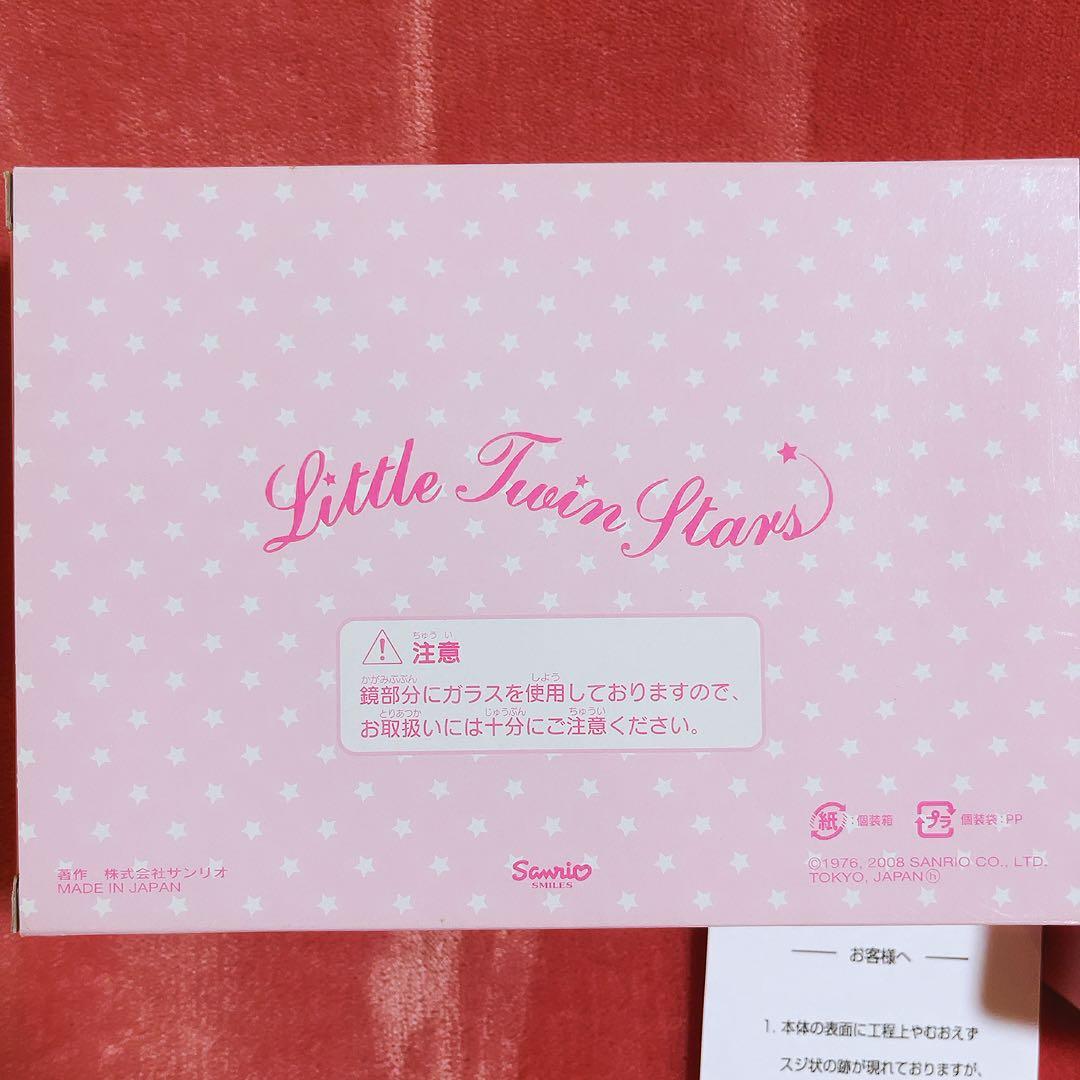 Little Twin Stars
ちゅう い
注意
かがみぶぶん しよう
鏡部分にガラスを使用しておりますので、
とりあつか じゅうぶん ちゅうい
お取扱いには十分にご注意ください。
紙:個装箱 プラ 個装袋:PP
著作 株式会社サンリオ
MADE IN JAPAN
Sanrio
SMILES
©1976, 2008 SANRIO CO., LTD.
TOKYO, JAPAN ⓗ
お客様へ
1. 本体の表面に工程上やむおえず
スジ状の跡が現れておりますが、